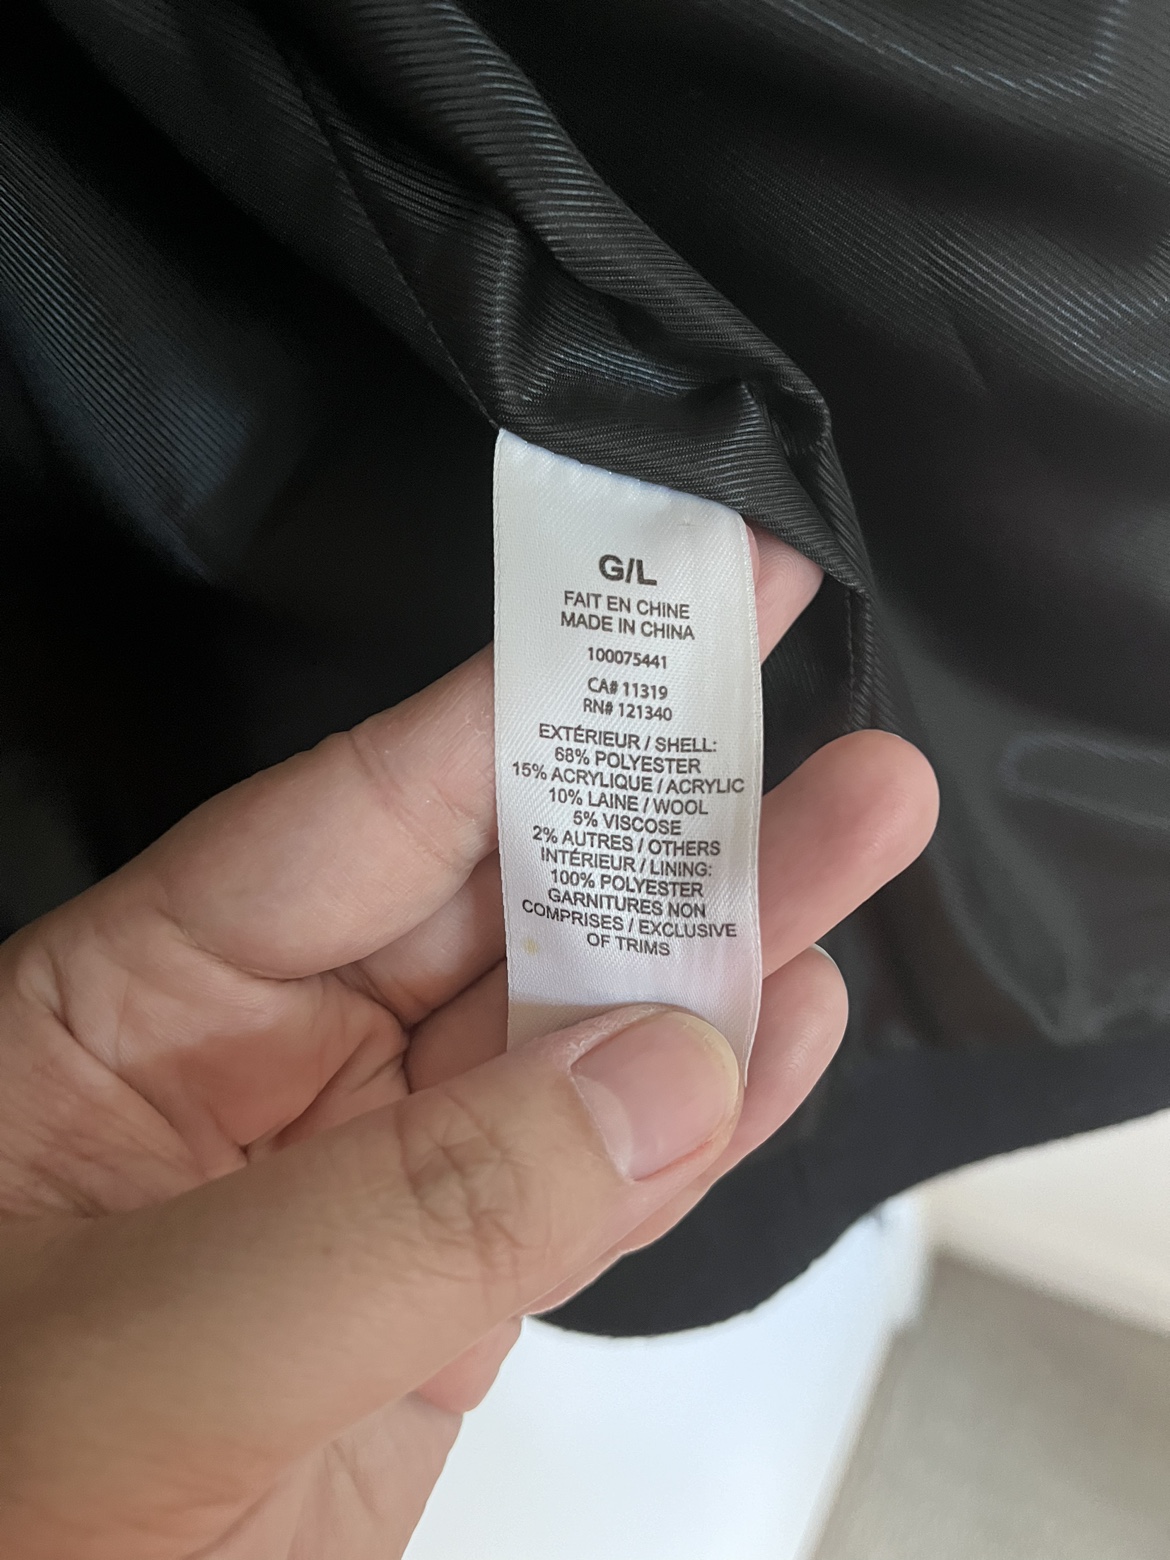 G/L
FAIT EN CHINE
MADE IN CHINA
100075441
CA# 11319
RN# 121340
EXTÉRIEUR / SHELL:
68% POLYESTER
15% ACRYLIQUE / ACRYLIC
10% LAINE / WOOL
5% VISCOSE
2% AUTRES / OTHERS
INTÉRIEUR / LINING:
100% POLYESTER
GARNITURES NON
COMPRISES / EXCLUSIVE
OF TRIMS